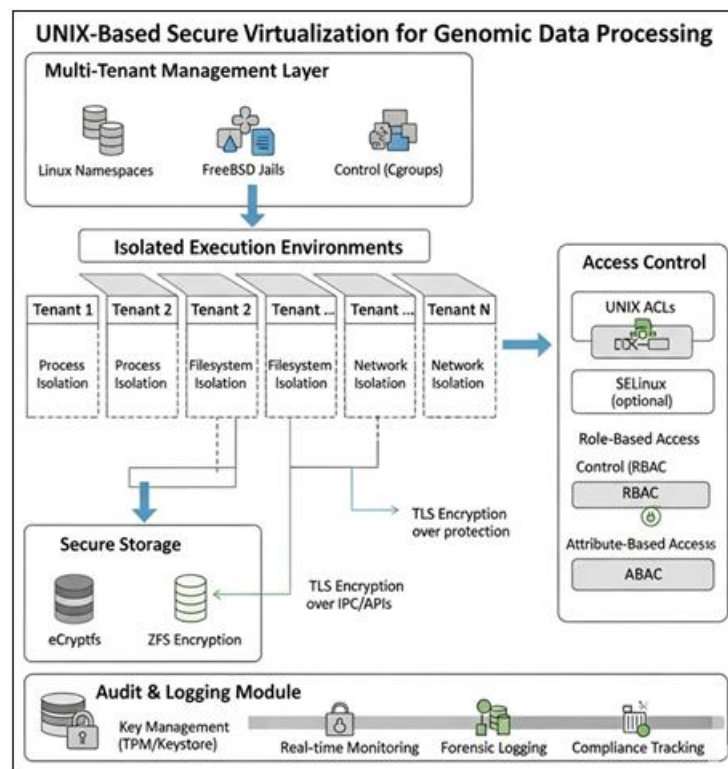 UNIX-Based Secure Virtualization for Genomic Data Processing
Multi-Tenant Management Layer
Linux Namespaces
FreeBSD Jails
Control (Cgroups)
Isolated Execution Environments
Tenant 1
Tenant 2
Tenant 2
Tenant ...
Tenant ...
Tenant N
Process
Isolation
Process
Isolation
Filesystem
Isolation
Filesystem
Isolation
Network
Isolation
Network
Isolation
Access Control
UNIX ACLs
SELinux
(optional)
Role-Based Access
Control (RBAC
RBAC
Attribute-Based Access
ABAC
TLS Encryption
over protection
Secure Storage
eCryptfs
ZFS Encryption
TLS Encryption
over IPC/APIs
Audit & Logging Module
Key Management
(TPM/Keystore)
Real-time Monitoring
Forensic Logging
Compliance Tracking